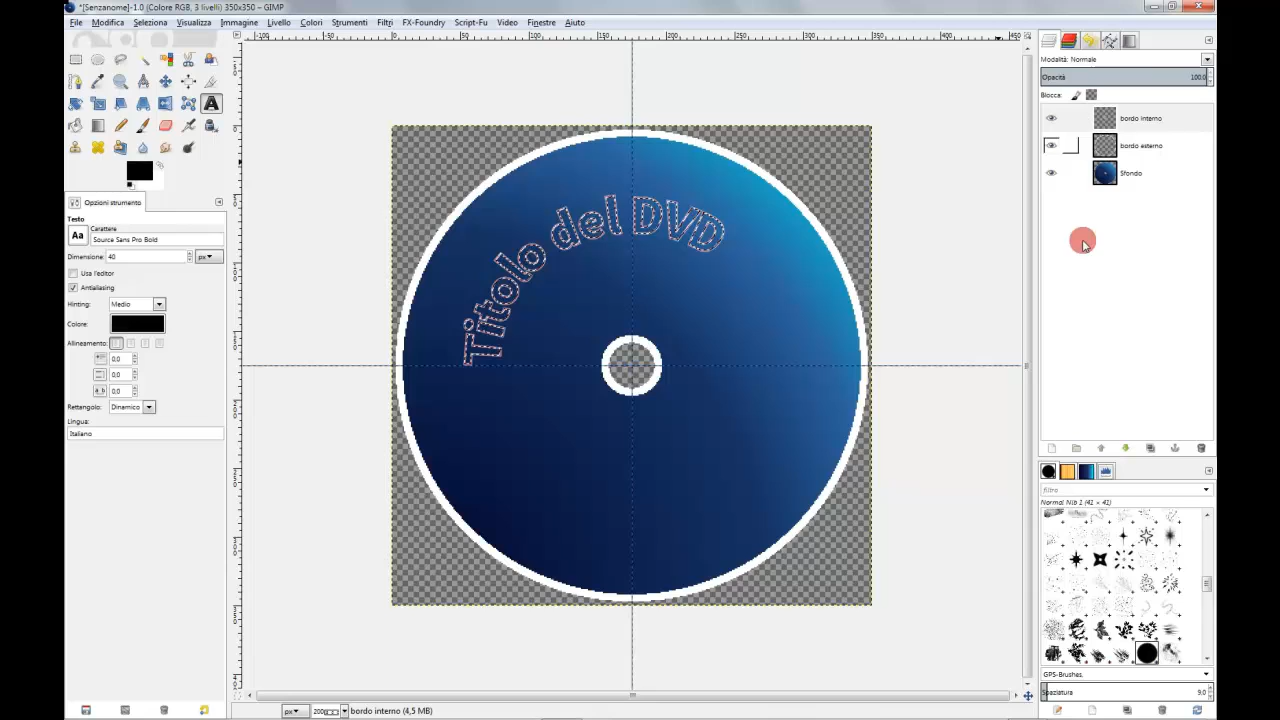 *[Senzanome]-1.0 (Colore RGB, 3 livelli) 350x350 – GIMP
File Modifica Seleziona Visualizza Immagine Livello Colori Strumenti Filtri FX-Foundry Script-Fu Video Finestre Aiuto
Opzioni strumento
Testo
Carattere
Aa
Source Sans Pro Bold
Dimensione: 40 px
Usa l'editor
Antialiasing
Hinting: Medio
Colore:
Allineamento:
0,0
0,0
0,0
Rettangolo: Dinamico
Lingua:
Italiano
Titolo del DVD
px 200% bordo interno (4,5 MB)
Modalità: Normale
Opacità 100,0
Blocca:
bordo interno
bordo esterno
Sfondo
filtro
Normal Nib 1 (41 × 41)
GPS-Brushes,
Spaziatura 9,0